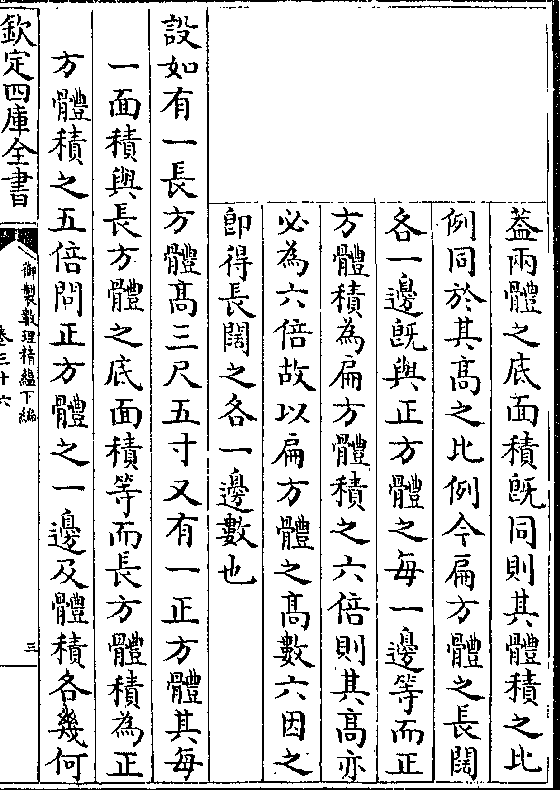 葢兩體之底面積旣同則其體積之比
例同於其髙之比例今扁方體之長闊
各一邊旣與正方體之每一邊等而正
方體積為扁方體積之六倍則其高亦
必為六倍故以扁方體之髙數六因之
卽得長闊之各一邊數也
設如有一長方體髙三尺五寸又有一正方體其每
一面積與長方體之底面積等而長方體積為正
方體積之五倍問正方體之一邊及體積各幾何
欽定四庫全書
御製數理精蘊下編
卷三十六
三